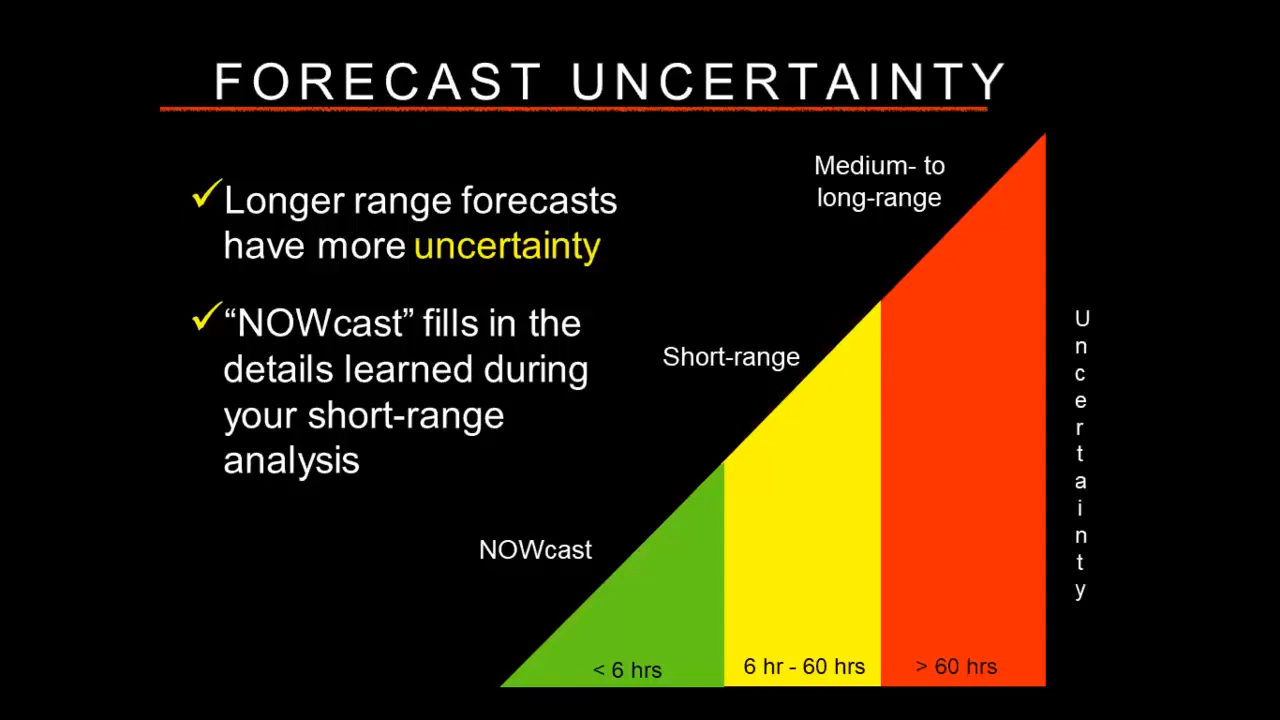 FORECAST UNCERTAINTY
✓Longer range forecasts
have more uncertainty
✓“NOWcast” fills in the
details learned during
your short-range
analysis
Medium- to
long-range
Short-range
NOWcast
< 6 hrs
6 hr - 60 hrs
> 60 hrs
Uncertainty